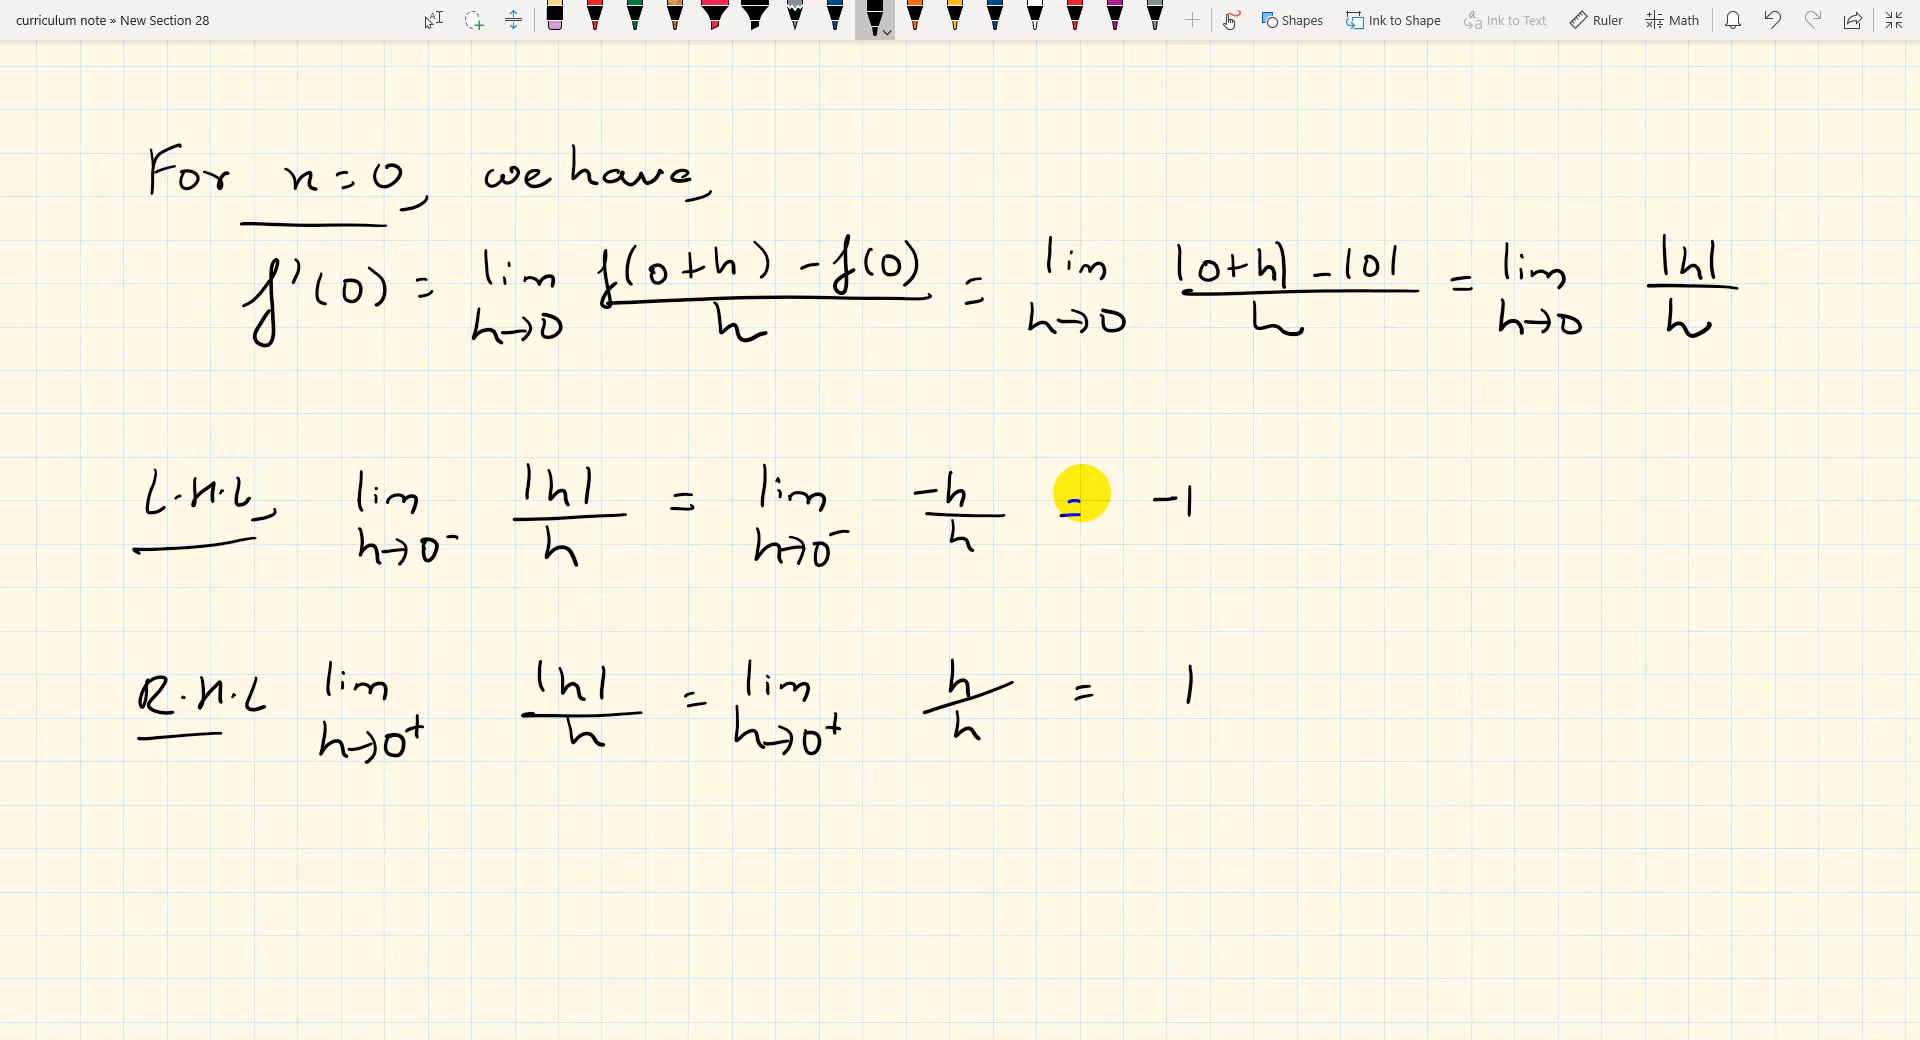 curriculum note » New Section 28 Shapes Ink to Shape Ink to Text Ruler Math
For x=0, we have,
f'(0) = lim h→0 f(0+h) - f(0) / h = lim h→0 |0+h| - |0| / h = lim h→0 |h| / h
L.H.L, lim h→0⁻ |h| / h = lim h→0⁻ -h / h = -1
R.H.L lim h→0⁺ |h| / h = lim h→0⁺ h / h = 1